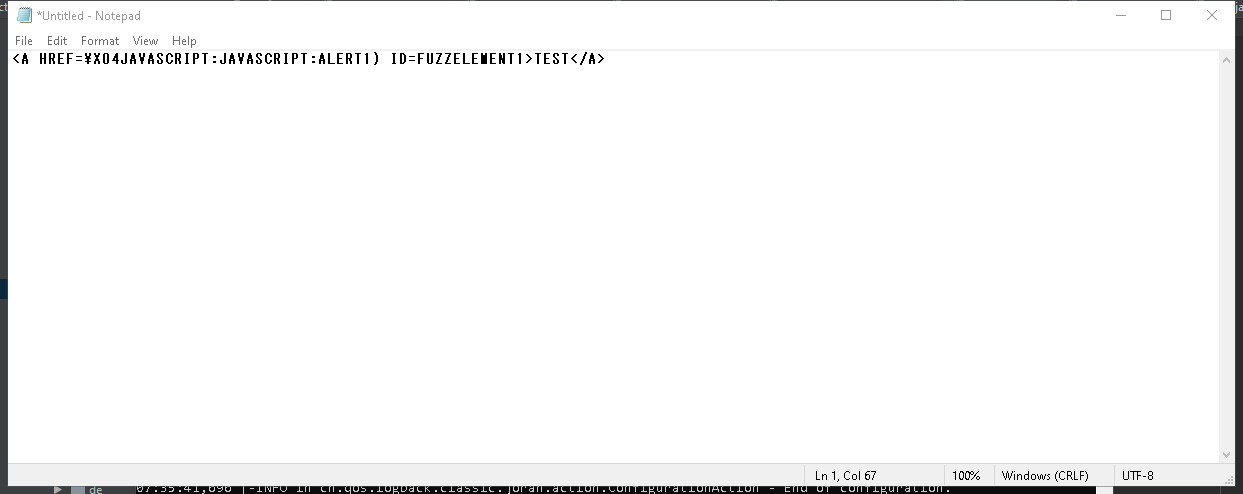 *Untitled - Notepad
File Edit Format View Help
<A HREF=¥X04JAVASCRIPT:JAVASCRIPT:ALERT1) ID=FUZZELEMENT1>TEST</A>
Ln 1, Col 67 100% Windows (CRLF) UTF-8
de 07:35:41,696 |-INFO in ch.qos.logback.classic.joran.action.ConfigurationAction - End of configuration.